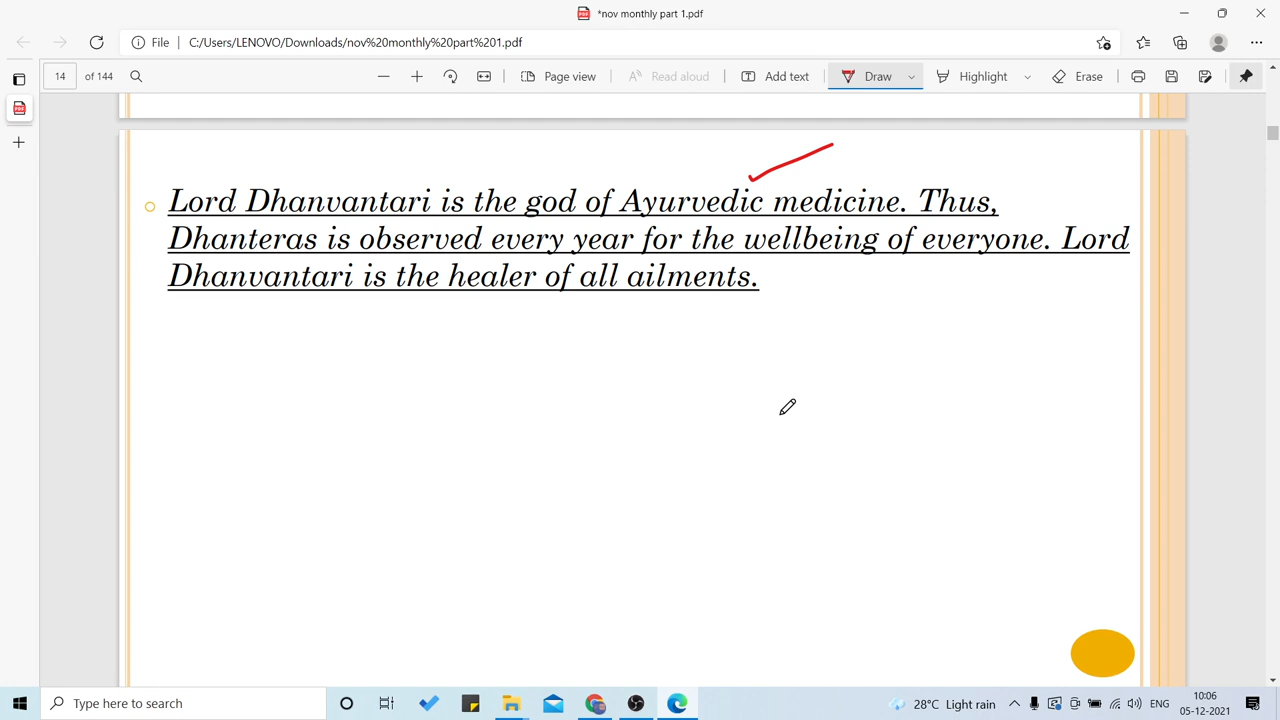 *nov monthly part 1.pdf
File | C:/Users/LENOVO/Downloads/nov%20monthly%20part%201.pdf
14 of 144 Page view Read aloud Add text Draw Highlight Erase
Lord Dhanvantari is the god of Ayurvedic medicine. Thus,
Dhanteras is observed every year for the wellbeing of everyone. Lord
Dhanvantari is the healer of all ailments.
Type here to search 28°C Light rain ENG 10:06
05-12-2021